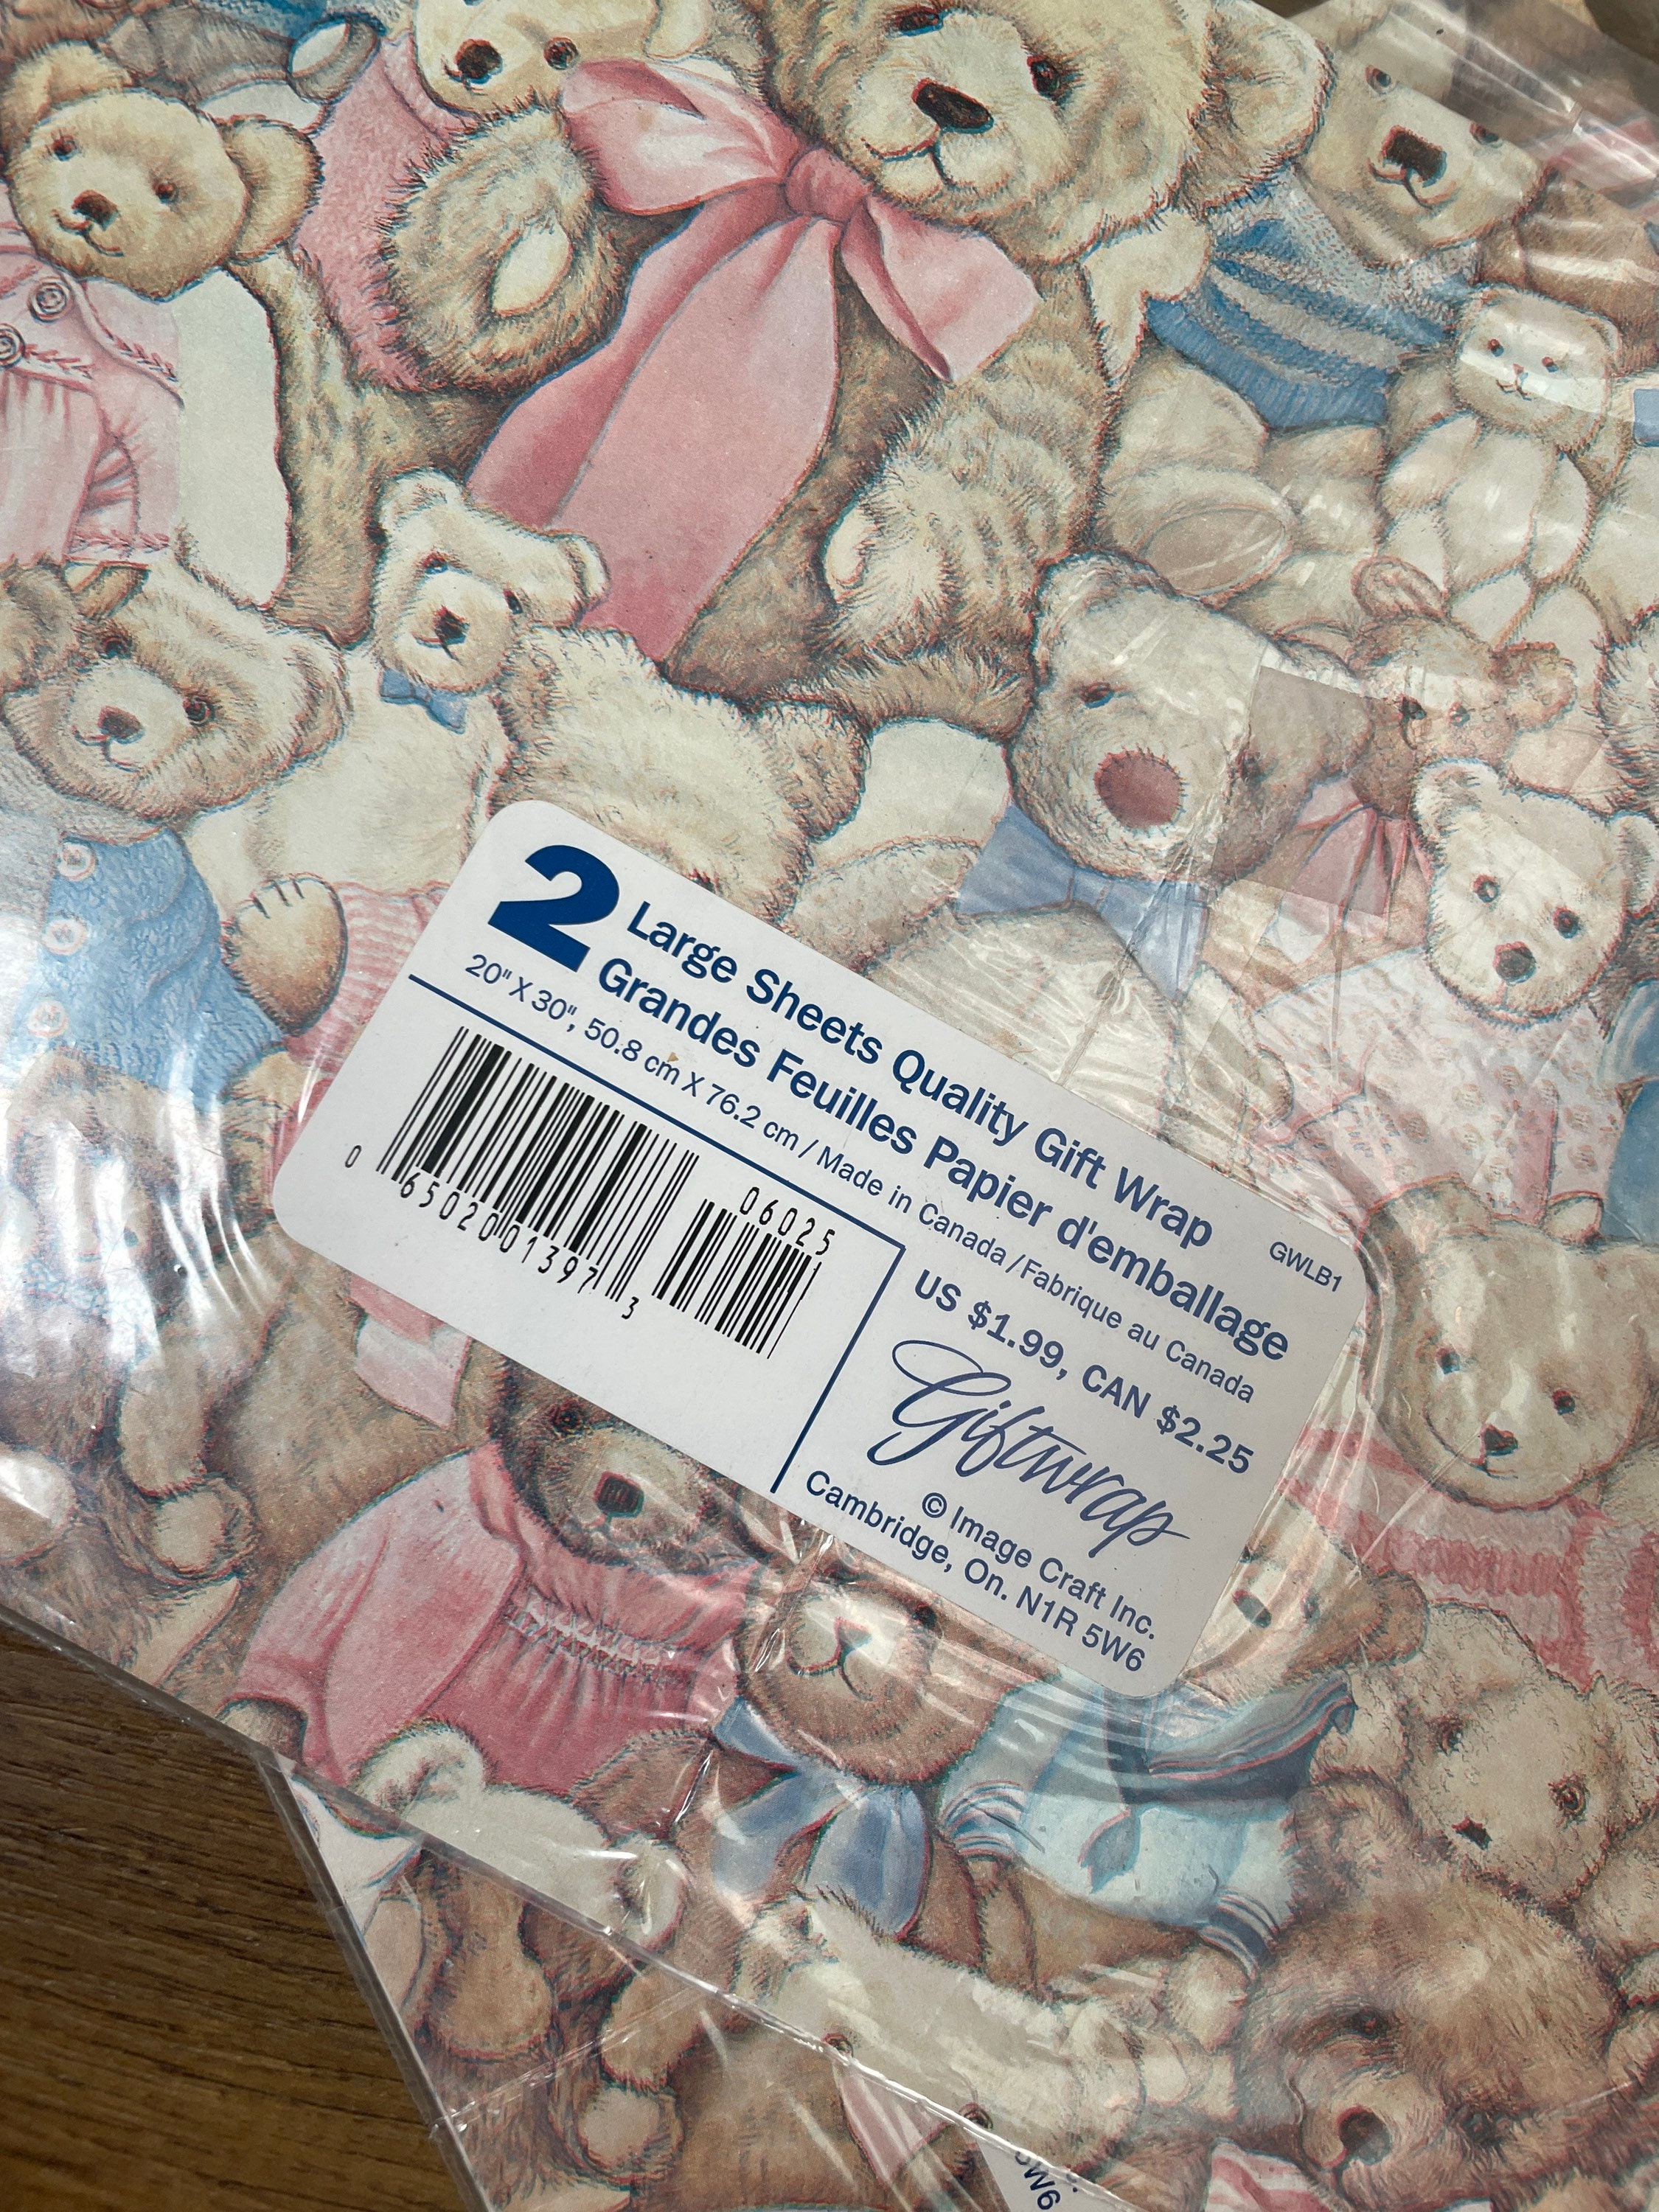 2 Large Sheets Quality Gift Wrap
Grandes Feuilles Papier d'emballage
20" X 30", 50.8 cm X 76.2 cm / Made in Canada / Fabrique au Canada
GWLB1
0 65020 01397 3
06025
US $1.99, CAN $2.25
Giftwrap
© Image Craft Inc.
Cambridge, On. N1R 5W6
5W6